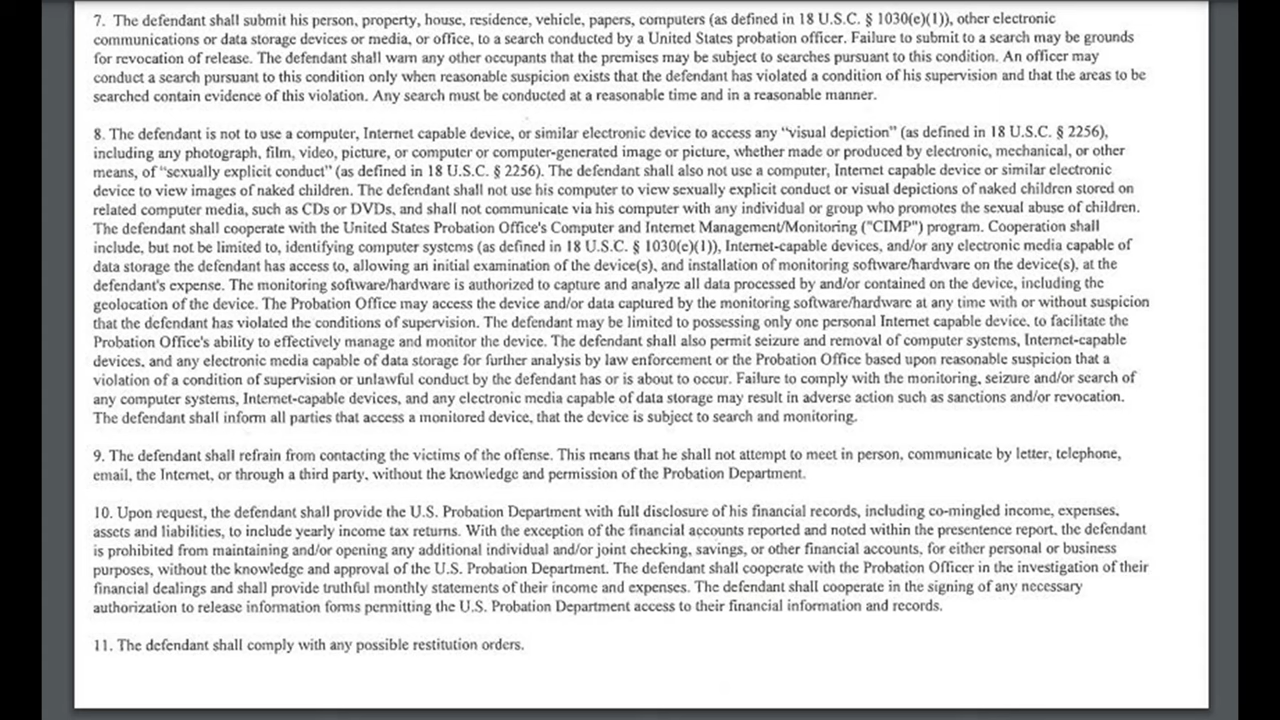 7. The defendant shall submit his person, property, house, residence, vehicle, papers, computers (as defined in 18 U.S.C. § 1030(e)(1)), other electronic
communications or data storage devices or media, or office, to a search conducted by a United States probation officer. Failure to submit to a search may be grounds
for revocation of release. The defendant shall warn any other occupants that the premises may be subject to searches pursuant to this condition. An officer may
conduct a search pursuant to this condition only when reasonable suspicion exists that the defendant has violated a condition of his supervision and that the areas to be
searched contain evidence of this violation. Any search must be conducted at a reasonable time and in a reasonable manner.
8. The defendant is not to use a computer, Internet capable device, or similar electronic device to access any "visual depiction" (as defined in 18 U.S.C. § 2256),
including any photograph, film, video, picture, or computer or computer-generated image or picture, whether made or produced by electronic, mechanical, or other
means, of "sexually explicit conduct" (as defined in 18 U.S.C. § 2256). The defendant shall also not use a computer, Internet capable device or similar electronic
device to view images of naked children. The defendant shall not use his computer to view sexually explicit conduct or visual depictions of naked children stored on
related computer media, such as CDs or DVDs, and shall not communicate via his computer with any individual or group who promotes the sexual abuse of children.
The defendant shall cooperate with the United States Probation Office's Computer and Internet Management/Monitoring ("CIMP") program. Cooperation shall
include, but not be limited to, identifying computer systems (as defined in 18 U.S.C. § 1030(e)(1)), Internet-capable devices, and/or any electronic media capable of
data storage the defendant has access to, allowing an initial examination of the device(s), and installation of monitoring software/hardware on the device(s), at the
defendant's expense. The monitoring software/hardware is authorized to capture and analyze all data processed by and/or contained on the device, including the
geolocation of the device. The Probation Office may access the device and/or data captured by the monitoring software/hardware at any time with or without suspicion
that the defendant has violated the conditions of supervision. The defendant may be limited to possessing only one personal Internet capable device, to facilitate the
Probation Office's ability to effectively manage and monitor the device. The defendant shall also permit seizure and removal of computer systems, Internet-capable
devices, and any electronic media capable of data storage for further analysis by law enforcement or the Probation Office based upon reasonable suspicion that a
violation of a condition of supervision or unlawful conduct by the defendant has or is about to occur. Failure to comply with the monitoring, seizure and/or search of
any computer systems, Internet-capable devices, and any electronic media capable of data storage may result in adverse action such as sanctions and/or revocation.
The defendant shall inform all parties that access a monitored device, that the device is subject to search and monitoring.
9. The defendant shall refrain from contacting the victims of the offense. This means that he shall not attempt to meet in person, communicate by letter, telephone,
email, the Internet, or through a third party, without the knowledge and permission of the Probation Department.
10. Upon request, the defendant shall provide the U.S. Probation Department with full disclosure of his financial records, including co-mingled income, expenses,
assets and liabilities, to include yearly income tax returns. With the exception of the financial accounts reported and noted within the presentence report, the defendant
is prohibited from maintaining and/or opening any additional individual and/or joint checking, savings, or other financial accounts, for either personal or business
purposes, without the knowledge and approval of the U.S. Probation Department. The defendant shall cooperate with the Probation Officer in the investigation of their
financial dealings and shall provide truthful monthly statements of their income and expenses. The defendant shall cooperate in the signing of any necessary
authorization to release information forms permitting the U.S. Probation Department access to their financial information and records.
11. The defendant shall comply with any possible restitution orders.